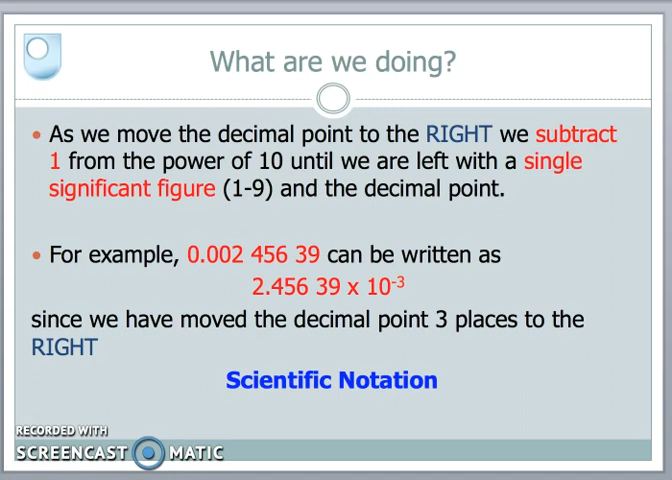 What are we doing?
As we move the decimal point to the RIGHT we subtract
1 from the power of 10 until we are left with a single
significant figure (1-9) and the decimal point.
For example, 0.002 456 39 can be written as
2.456 39 x 10⁻³
since we have moved the decimal point 3 places to the
RIGHT
Scientific Notation
RECORDED WITH
SCREENCAST MATIC